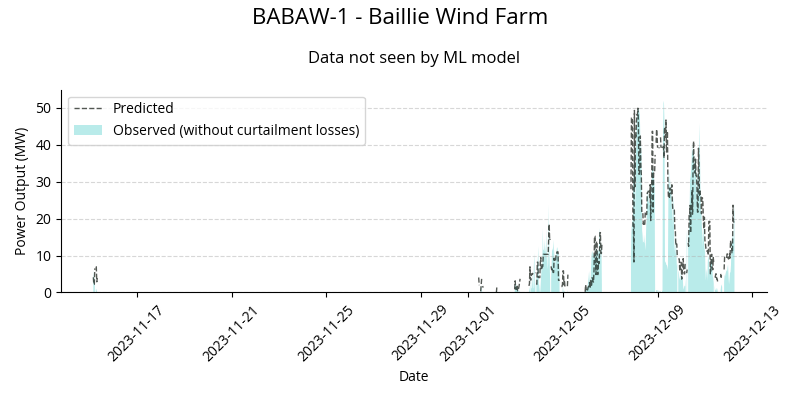 BABAW-1 - Baillie Wind Farm
Data not seen by ML model
Predicted
Observed (without curtailment losses)
Power Output (MW)
50
40
30
20
10
0
2023-11-17
2023-11-21
2023-11-25
2023-11-29
2023-12-01
2023-12-05
2023-12-09
2023-12-13
Date